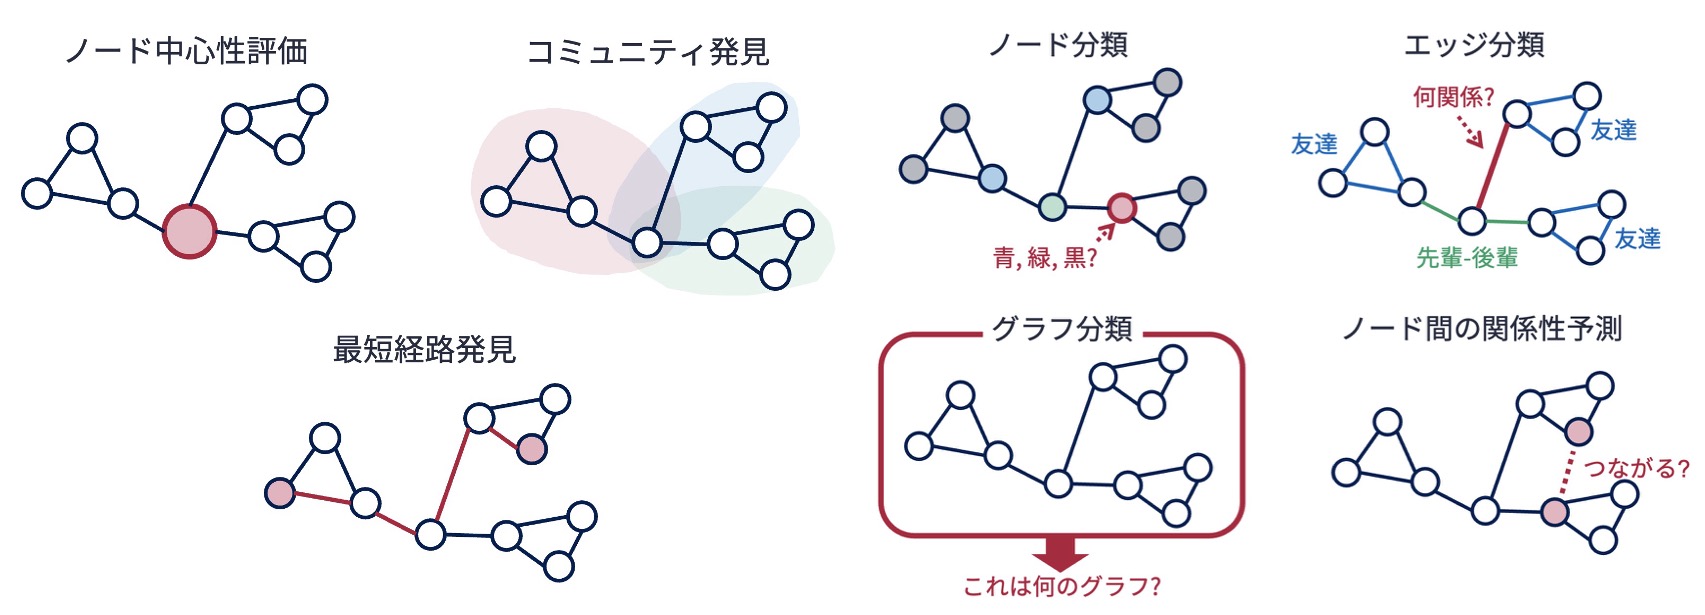 ノード中心性評価
コミュニティ発見
最短経路発見
ノード分類
青, 緑, 黒?
エッジ分類
何関係?
友達
友達
友達
先輩-後輩
グラフ分類
これは何のグラフ?
ノード間の関係性予測
つながる?